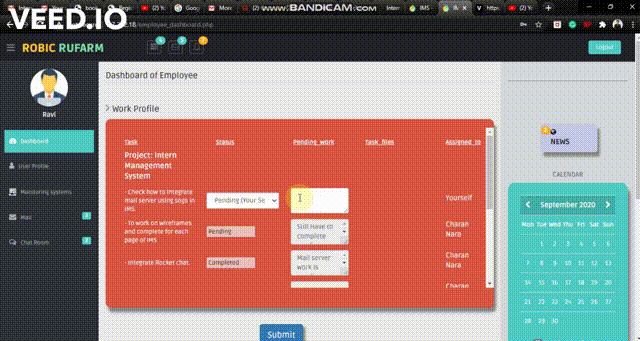 VEED.IO
WWW.BANDICAM.COM
Intern
IMS
18/employee_dashboard.php
ROBIC RUFARM
Logout
Dashboard of Employee
Ravi
Work Profile
Dashboard
User Profile
Monitoring systems
Mail
Chat Room
Task Status Pending_work Task_files Assigned_to
Project: Intern
Management
System
- Check how to integrate
mail server using sogo in
IMS.
Pending (Your Se
Yourself
- To work on wireframes
and complete for each
page of IMS
Pending
Still Have to
complete
Charan
Nara
- Integrate Rocket chat.
Completed
Mail server
work is
Charan
Nara
Charan
Submit
NEWS
CALENDAR
September 2020
Mon Tue Wed Thu Fri Sat Sun
1 2 3 4 5 6
7 8 9 10 11 12 13
14 15 16 17 18 19 20
21 22 23 24 25 26 27
28 29 30